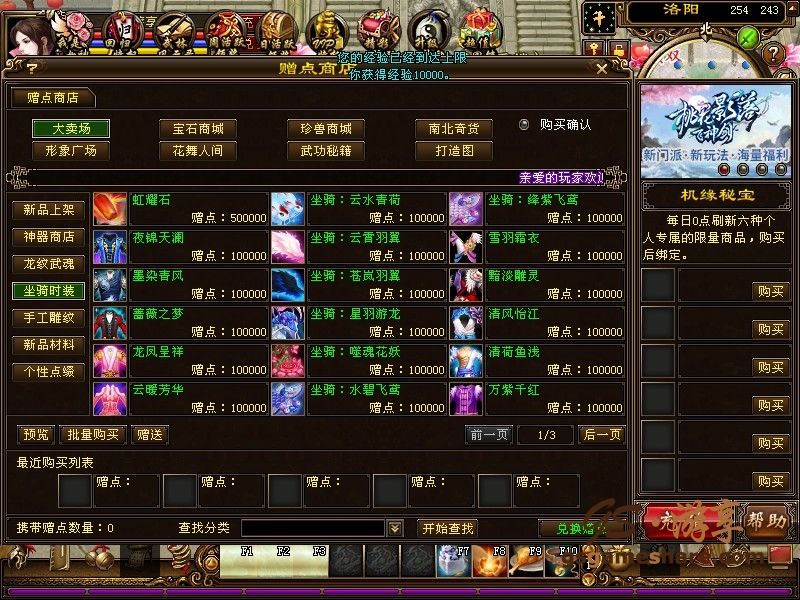 洛阳 254 243
北
您的经验已经到达上限
你获得经验10000。
赠点商店
赠点商店
大卖场 宝石商城 珍兽商城 南北奇货 购买确认
形象广场 花舞人间 武功秘籍 打造图
亲爱的玩家欢迎
新门派·新玩法·海量福利
机缘秘宝
每日0点刷新六种个
人专属的限量商品，购买
后绑定。
新品上架
神器商店
龙纹武魂
坐骑时装
手工雕纹
新品材料
个性点缀
虹耀石 赠点：500000
坐骑：云水青荷 赠点：100000
坐骑：绛紫飞鸾 赠点：100000
夜锦天澜 赠点：100000
坐骑：云霄羽翼 赠点：100000
雪羽霜衣 赠点：100000
墨染青风 赠点：100000
坐骑：苍岚羽翼 赠点：100000
黯淡雕灵 赠点：100000
蔷薇之梦 赠点：100000
坐骑：星羽游龙 赠点：100000
清风怡江 赠点：100000
龙凤呈祥 赠点：100000
坐骑：噬魂花妖 赠点：100000
清荷鱼浅 赠点：100000
云暖芳华 赠点：100000
坐骑：水碧飞鸾 赠点：100000
万紫千红 赠点：100000
购买
购买
购买
购买
购买
购买
预览 批量购买 赠送 前一页 1/3 后一页
最近购买列表
赠点： 赠点： 赠点： 赠点： 赠点：
携带赠点数量：0 查找分类 开始查找 兑换赠点
充 帮助
F1 F2 F3 F7 F8 F9 F10